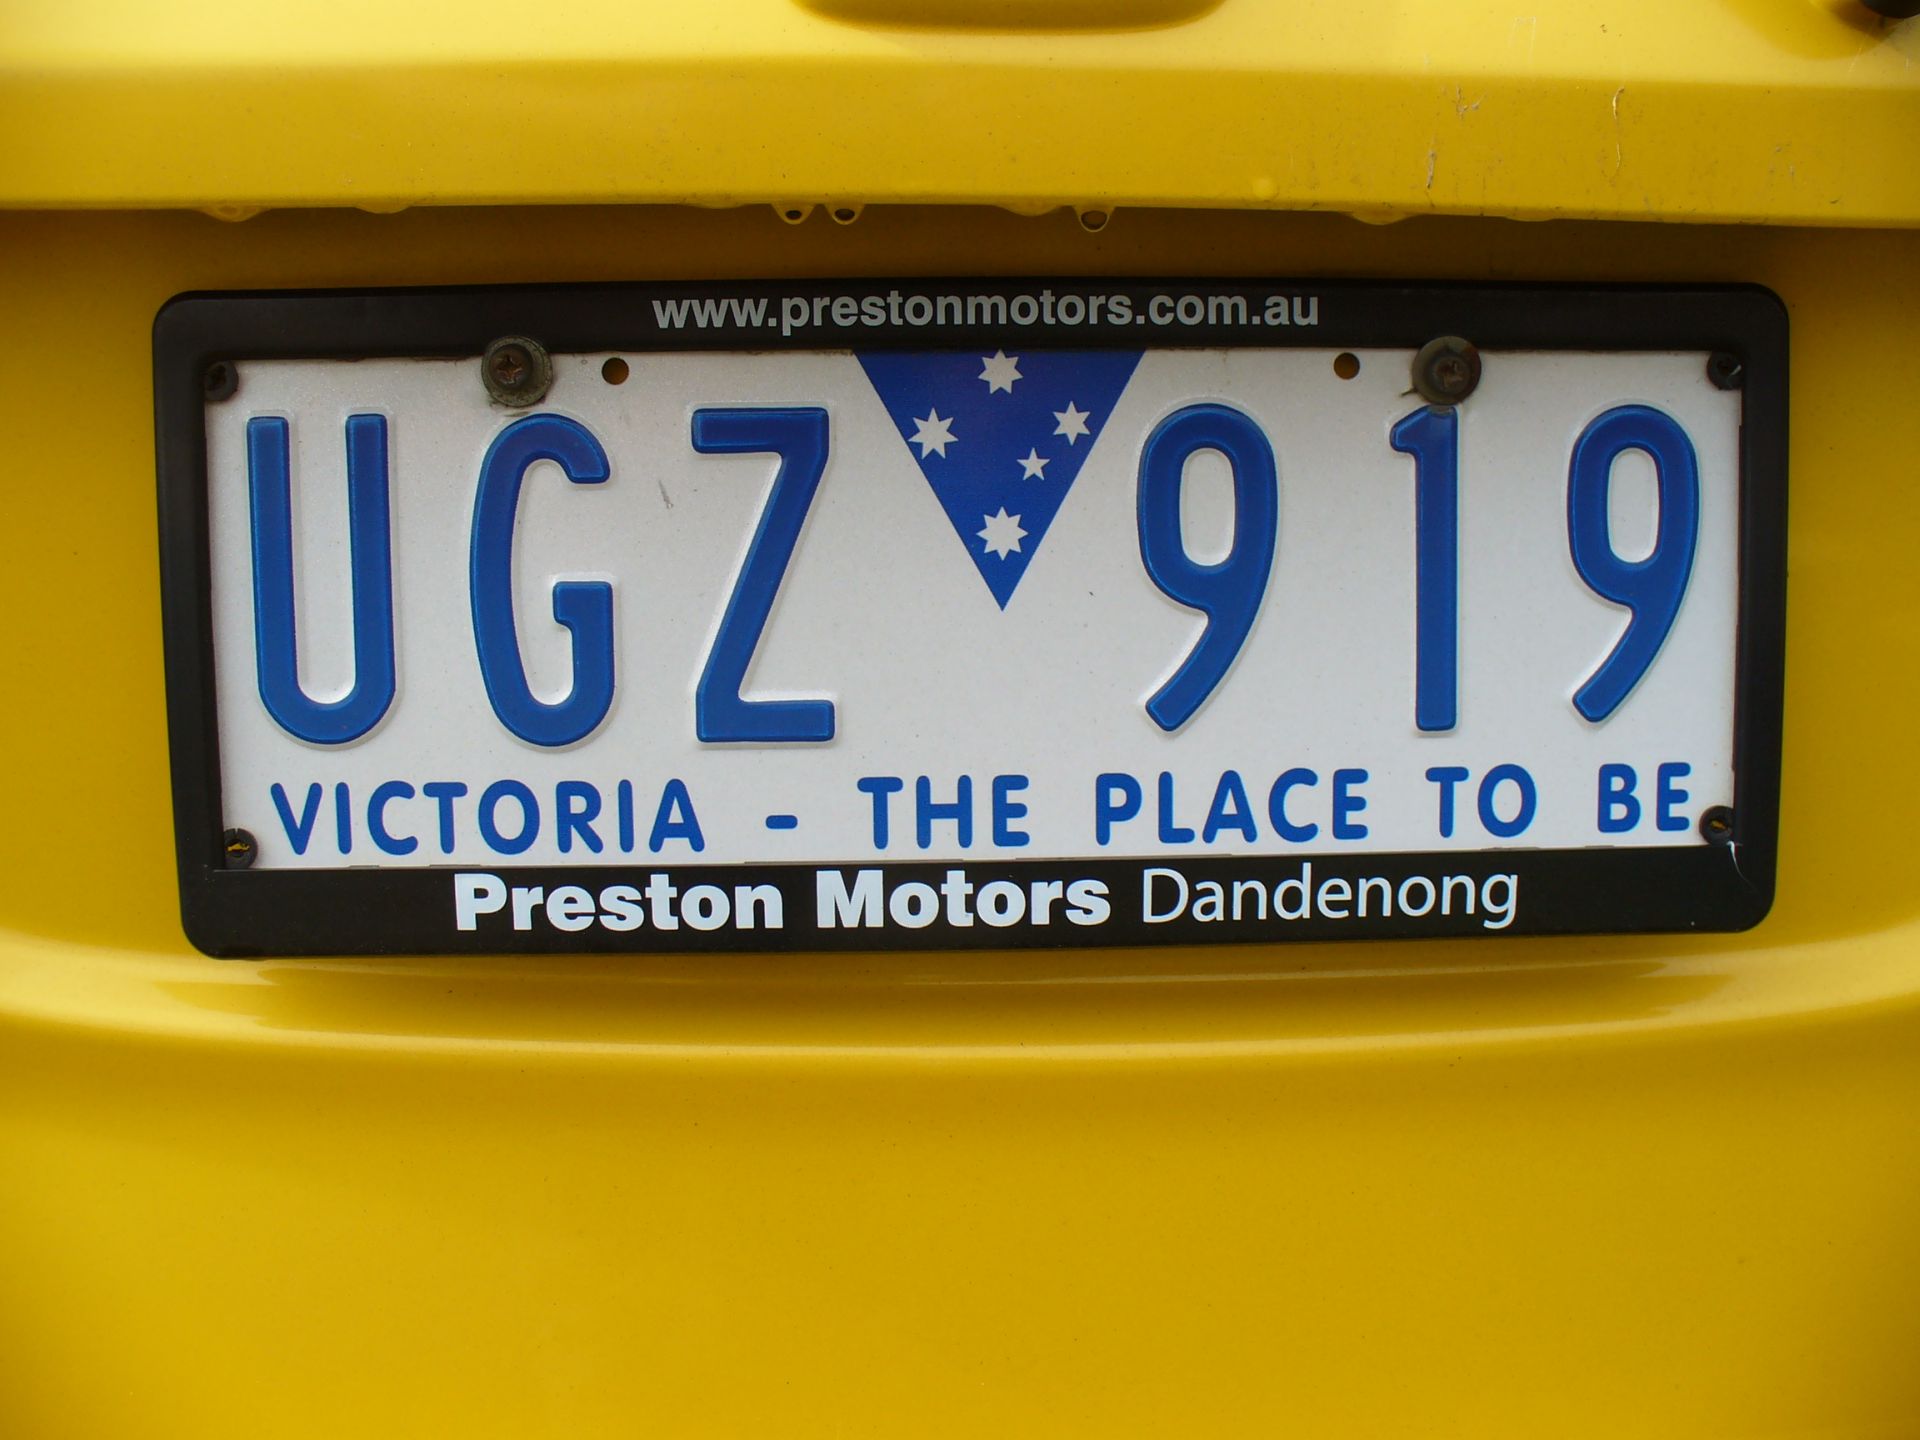 www.prestonmotors.com.au
UGZ 919
VICTORIA - THE PLACE TO BE
Preston Motors Dandenong